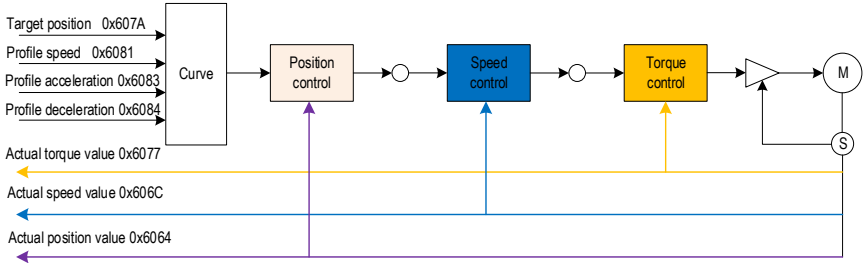 Target position 0x607A
Profile speed 0x6081
Profile acceleration 0x6083
Profile deceleration 0x6084
Curve
Position
control
Speed
control
Torque
control
M
S
Actual torque value 0x6077
Actual speed value 0x606C
Actual position value 0x6064